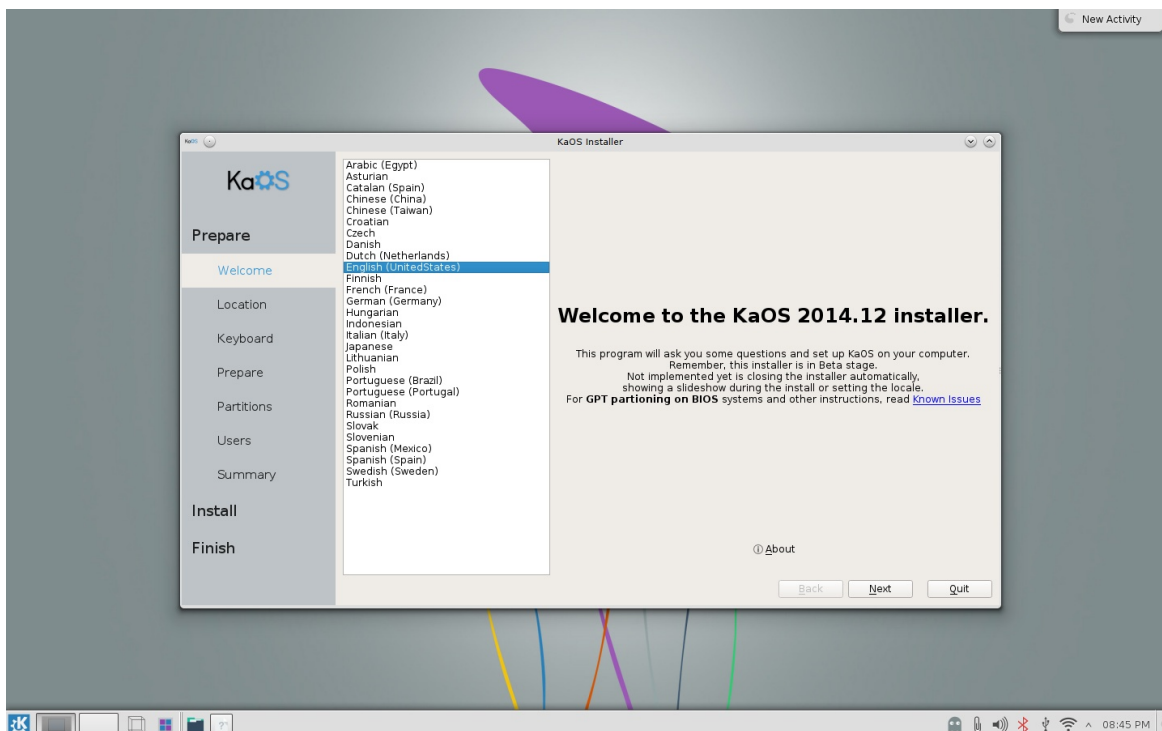 New Activity
KaOS
KaOS Installer
KaOS
Prepare
Welcome
Location
Keyboard
Prepare
Partitions
Users
Summary
Install
Finish
Arabic (Egypt)
Asturian
Catalan (Spain)
Chinese (China)
Chinese (Taiwan)
Croatian
Czech
Danish
Dutch (Netherlands)
English (UnitedStates)
Finnish
French (France)
German (Germany)
Hungarian
Indonesian
Italian (Italy)
Japanese
Lithuanian
Polish
Portuguese (Brazil)
Portuguese (Portugal)
Romanian
Russian (Russia)
Slovak
Slovenian
Spanish (Mexico)
Spanish (Spain)
Swedish (Sweden)
Turkish
Welcome to the KaOS 2014.12 installer.
This program will ask you some questions and set up KaOS on your computer.
Remember, this installer is in Beta stage.
Not implemented yet is closing the installer automatically,
showing a slideshow during the install or setting the locale.
For GPT partioning on BIOS systems and other instructions, read Known Issues
About
Back
Next
Quit
08:45 PM